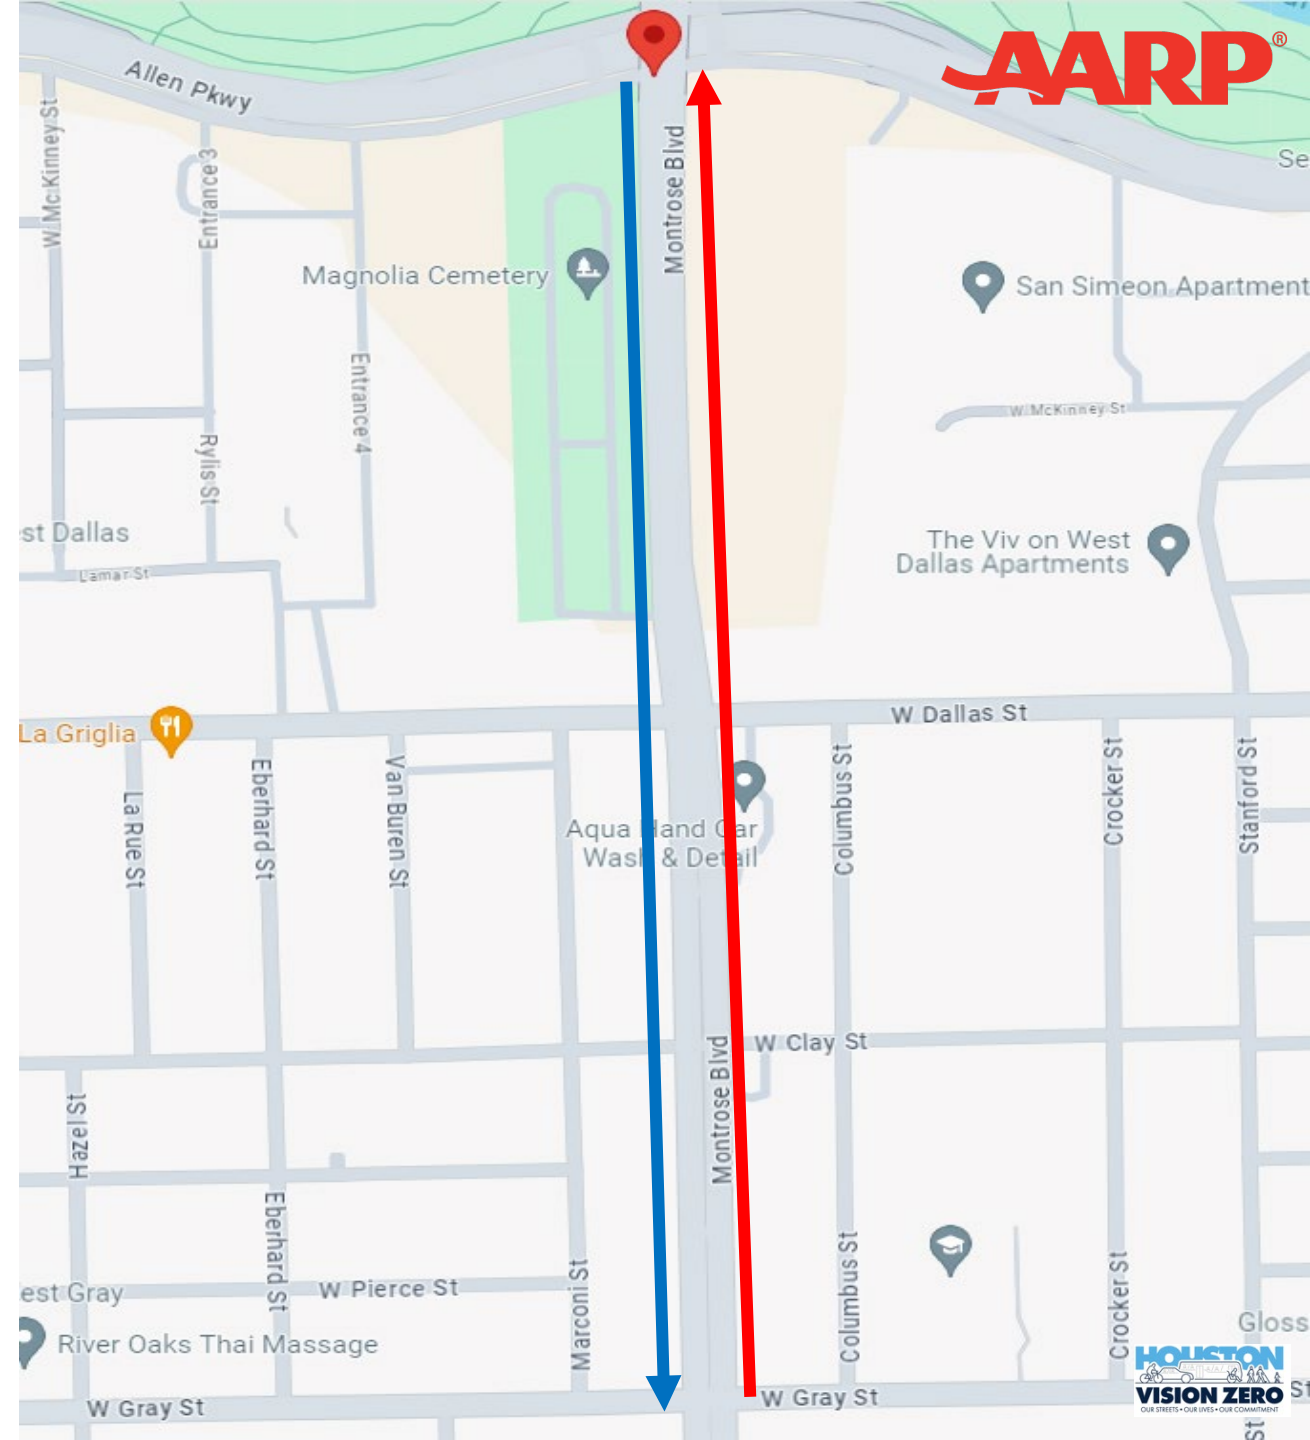 AARP®
Allen Pkwy
W McKinney St
Entrance 3
Montrose Blvd
Se
Magnolia Cemetery
San Simeon Apartment
Entrance 4
W McKinney St
Rylis St
st Dallas
The Viv on West
Dallas Apartments
Lamar St
W Dallas St
La Griglia
La Rue St
Eberhard St
Van Buren St
Columbus St
Crocker St
Stanford St
Aqua Hand Car
Wash & Detail
W Clay St
Montrose Blvd
Hazel St
Eberhard St
W Pierce St
Marconi St
Columbus St
Crocker St
est Gray
River Oaks Thai Massage
Gloss
W Gray St
W Gray St
St
St
HOUSTON
VISION ZERO
OUR STREETS • OUR LIVES • OUR COMMITMENT